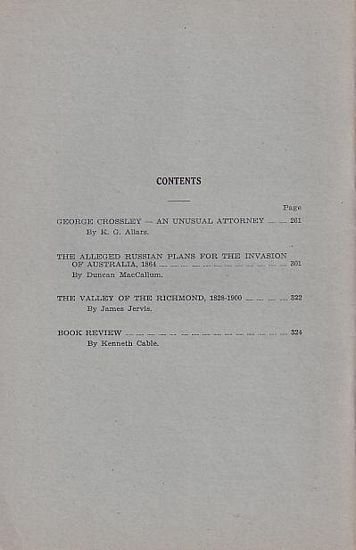 CONTENTS
Page
GEORGE CROSSLEY — AN UNUSUAL ATTORNEY .... .... 261
By K. G. Allars.
THE ALLEGED RUSSIAN PLANS FOR THE INVASION
OF AUSTRALIA, 1864 .... .... .... .... .... .... .... .... 301
By Duncan MacCallum.
THE VALLEY OF THE RICHMOND, 1828-1900 .... .... .... 322
By James Jervis.
BOOK REVIEW .... .... .... .... .... .... .... .... .... .... 324
By Kenneth Cable.